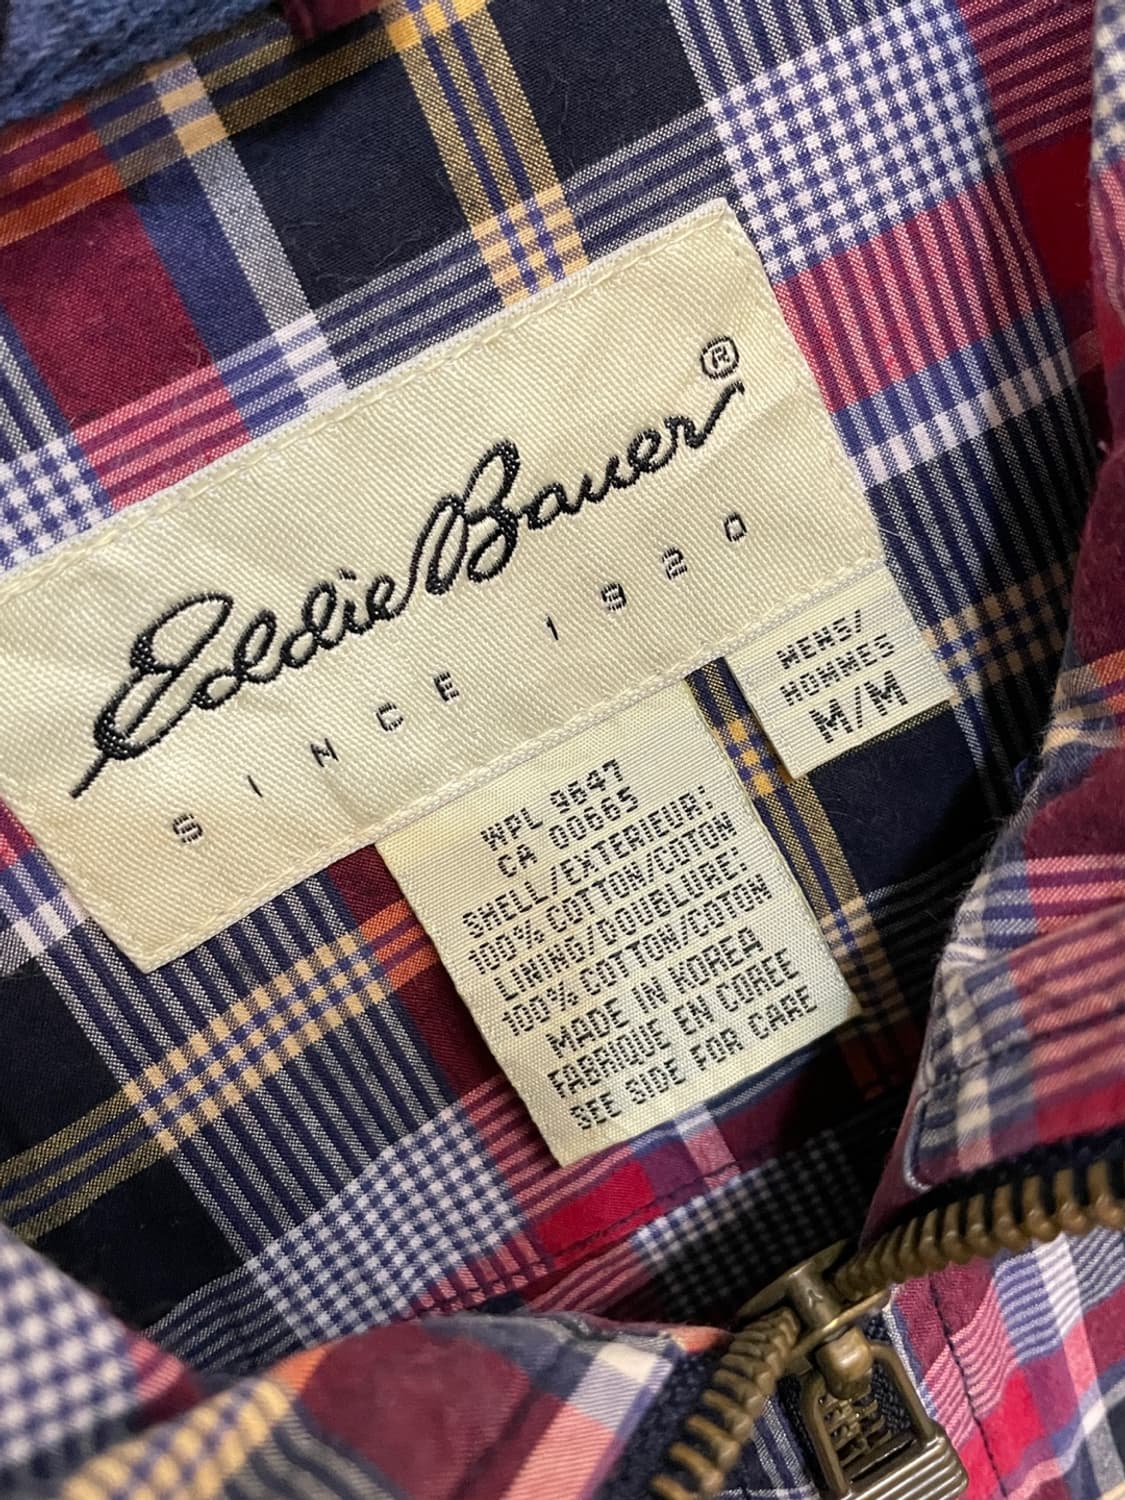 Eddie Bauer®
SINCE 1920
MENS/
HOMMES
M/M
WPL 9647
CA 00665
SHELL/EXTERIEUR:
100% COTTON/COTON
LINING/DOUBLURE:
100% COTTON/COTON
MADE IN KOREA
FABRIQUE EN COREE
SEE SIDE FOR CARE